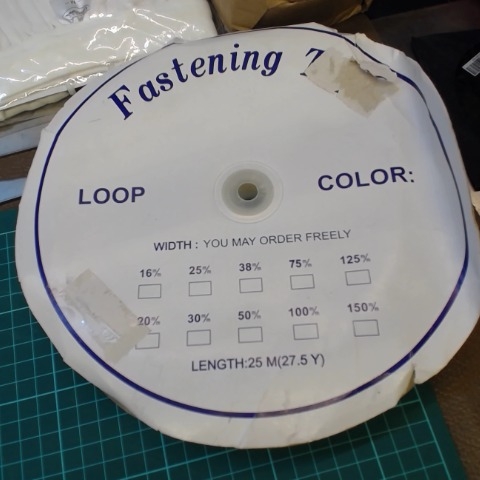 Fastening
LOOP
COLOR:
WIDTH : YOU MAY ORDER FREELY
16% 25% 38% 75% 125%
20% 30% 50% 100% 150%
LENGTH:25 M(27.5 Y)